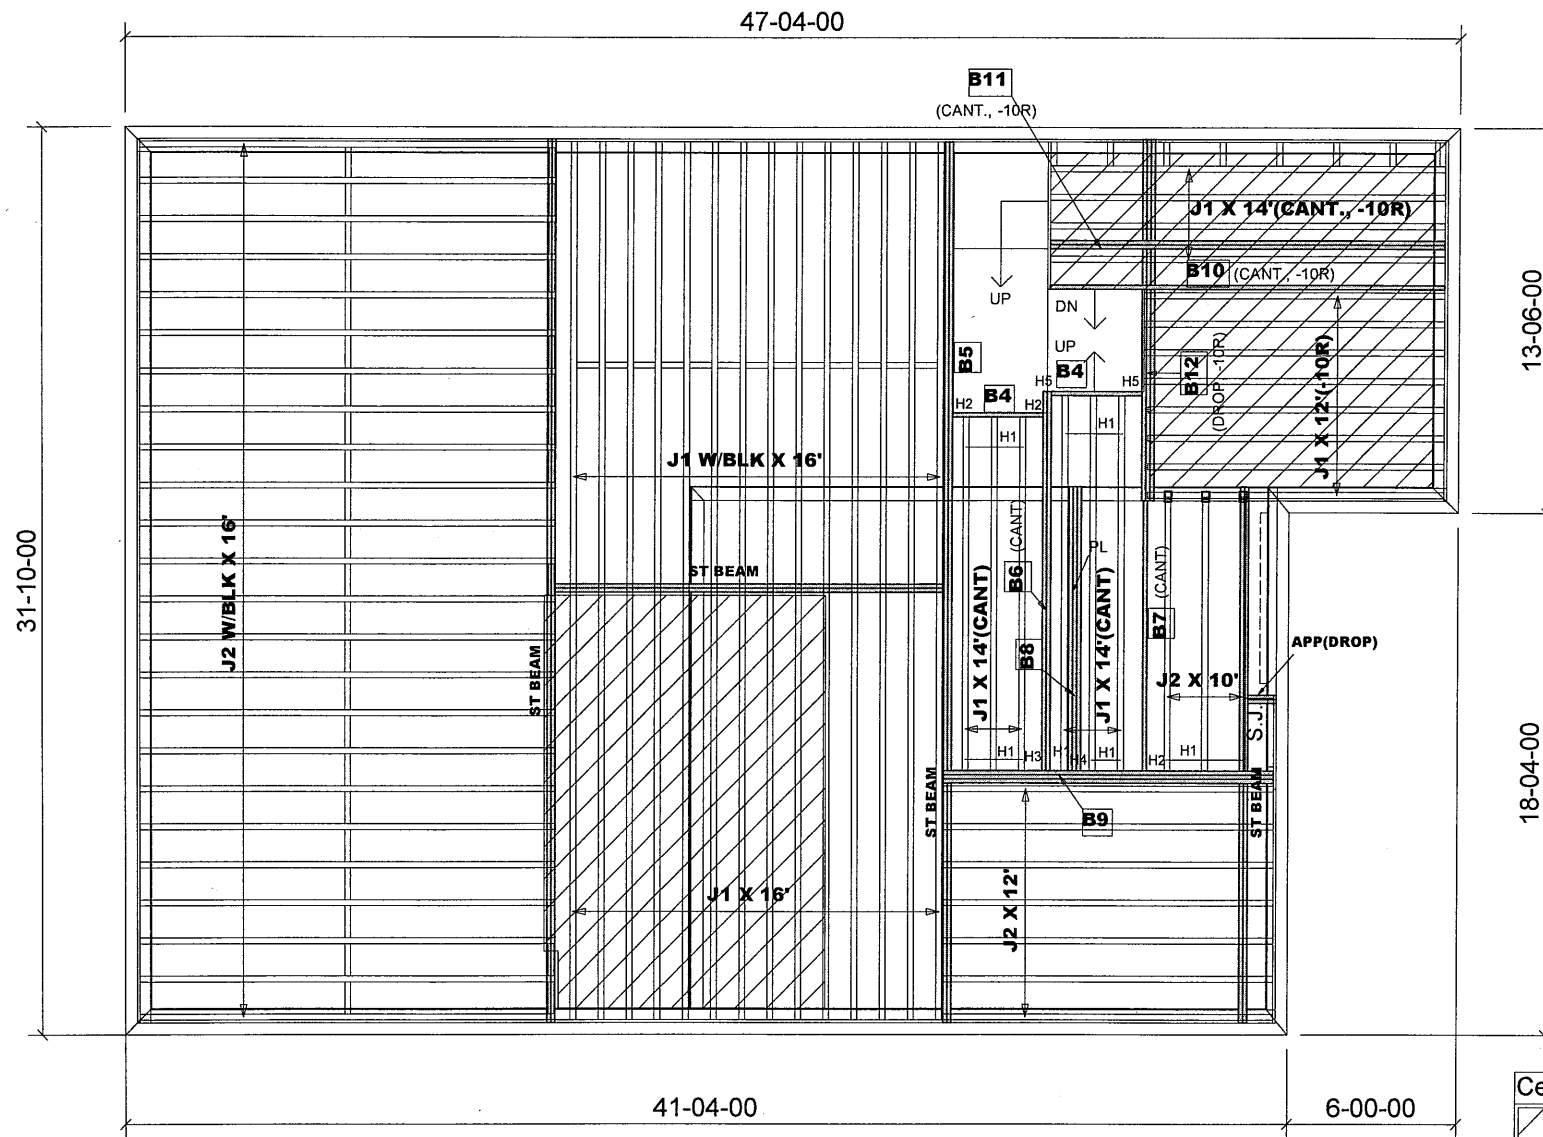 47-04-00
B11
(CANT., -10R)
J1 X 14'(CANT., -10R)
B10 (CANT., -10R)
UP
DN
UP
13-06-00
B5
B4
H5
H5
B12
(DROP -10R)
J1 X 12'(-10R)
H2
B4
H2
H1
H1
J1 W/BLK X 16'
31-10-00
J2 W/BLK X 16'
ST BEAM
ST BEAM
J1 X 14'(CANT)
B6 (CANT)
PL
J1 X 14'(CANT)
B7 (CANT)
B8
APP(DROP)
J2 X 10'
S.J.
H1
H3
H1
H4
H1
H2
H1
ST BEAM
ST BEAM
B9
18-04-00
J1 X 16'
J2 X 12'
41-04-00
6-00-00
Ce